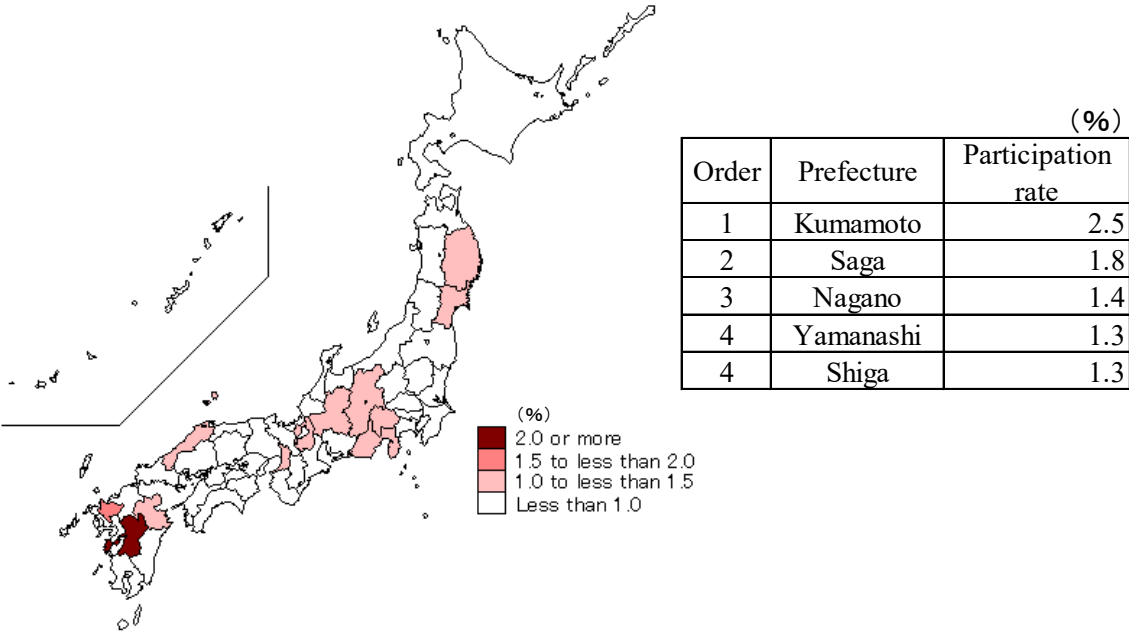 （%）
Order Prefecture Participation
rate
1 Kumamoto 2.5
2 Saga 1.8
3 Nagano 1.4
4 Yamanashi 1.3
4 Shiga 1.3
（%）
2.0 or more
1.5 to less than 2.0
1.0 to less than 1.5
Less than 1.0